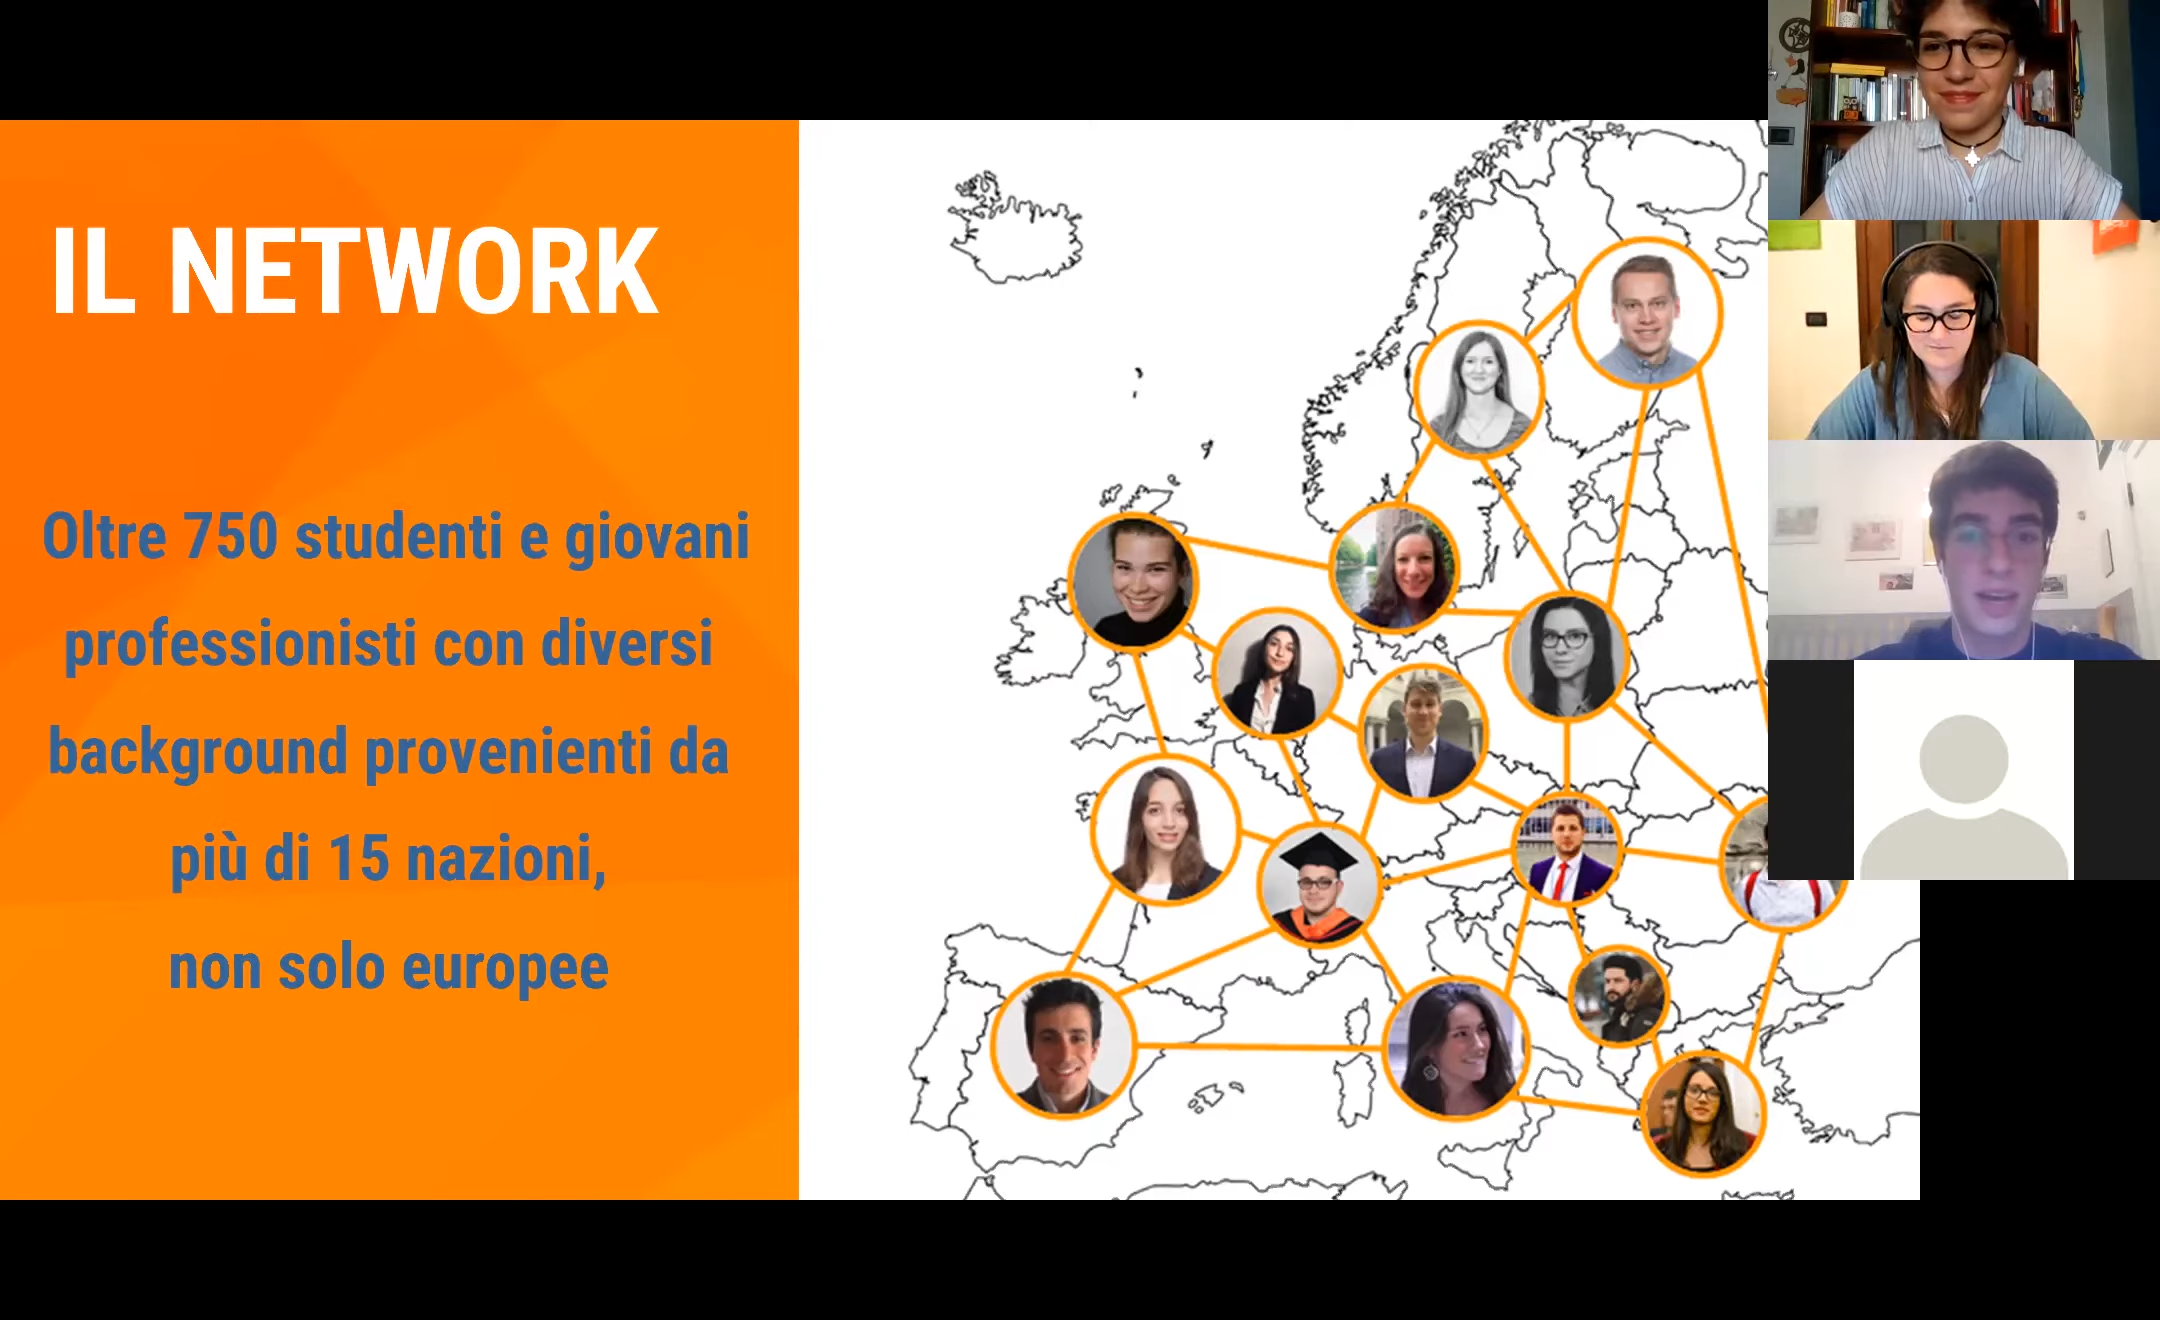 IL NETWORK
Oltre 750 studenti e giovani
professionisti con diversi
background provenienti da
più di 15 nazioni,
non solo europee